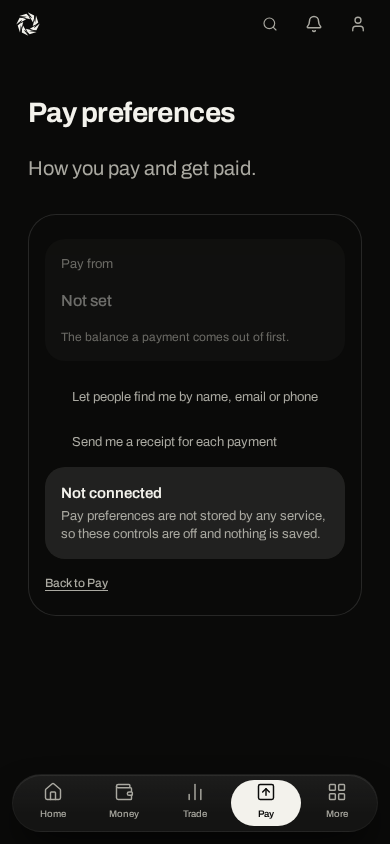 Pay preferences
How you pay and get paid.
Pay from
Not set
The balance a payment comes out of first.
Let people find me by name, email or phone
Send me a receipt for each payment
Not connected
Pay preferences are not stored by any service,
so these controls are off and nothing is saved.
Back to Pay
Home
Money
Trade
Pay
More